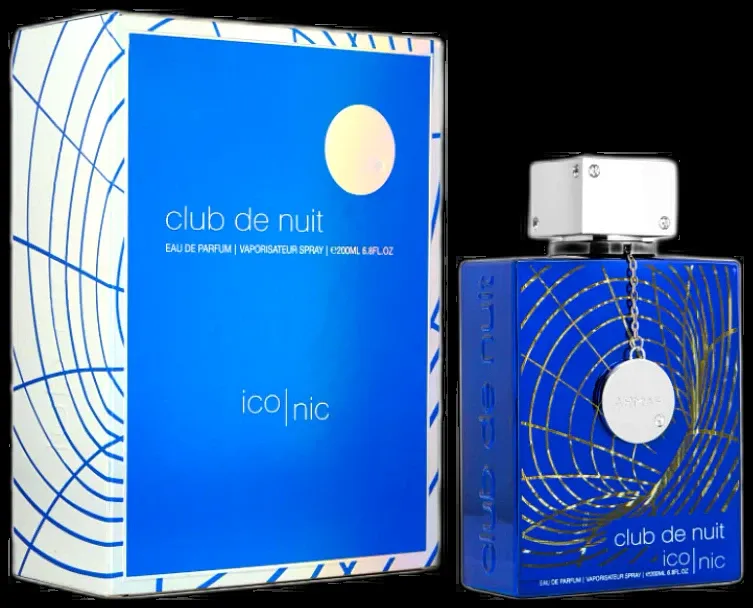 club de nuit
EAU DE PARFUM | VAPORISATEUR SPRAY | ℮200ML 6.8FL.OZ
ico|nic
club de nuit
ARMAF
club de nuit
ico|nic
EAU DE PARFUM | VAPORISATEUR SPRAY | ℮200ML 6.8FL.OZ